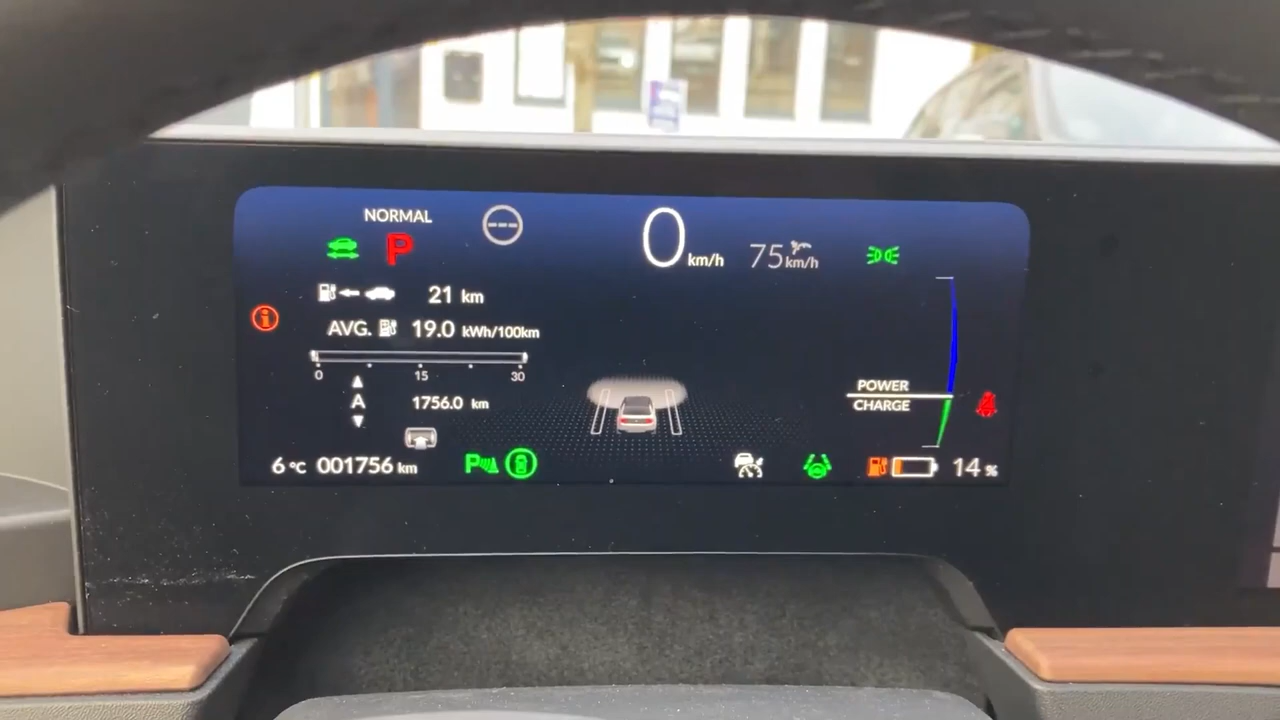 NORMAL
P
0 km/h
75 km/h
21 km
AVG. 19.0 kWh/100km
0 15 30
A 1756.0 km
POWER
CHARGE
6 °C 001756 km
P
14 %